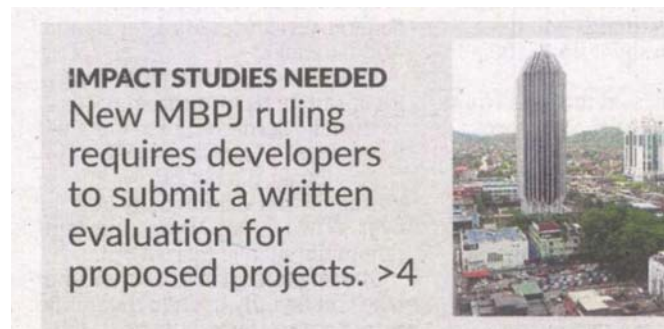 IMPACT STUDIES NEEDED
New MBPJ ruling
requires developers
to submit a written
evaluation for
proposed projects. >4